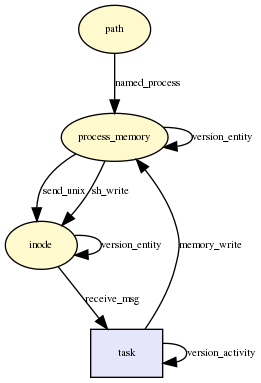 path
named_process
process_memory
version_entity
send_unix
sh_write
inode
version_entity
memory_write
receive_msg
task
version_activity